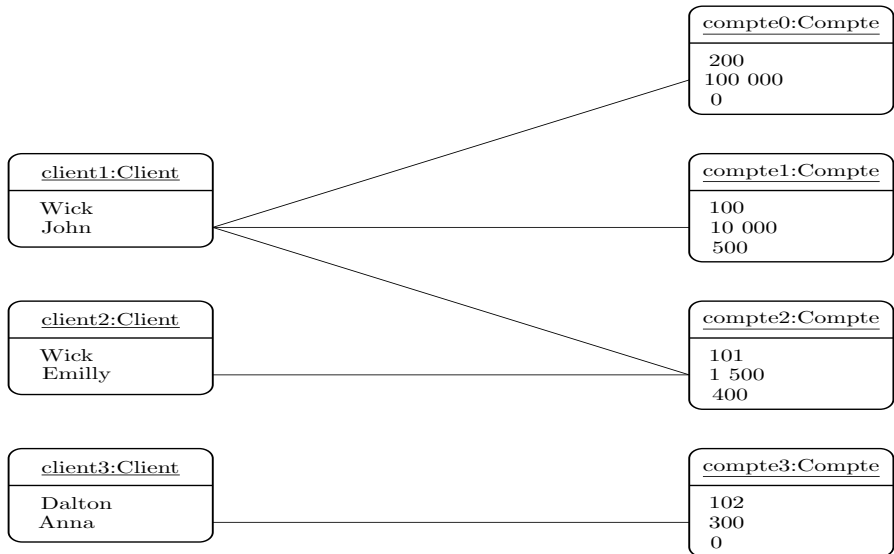 compte0:Compte
200
100 000
0
client1:Client
Wick
John
compte1:Compte
100
10 000
500
client2:Client
Wick
Emilly
compte2:Compte
101
1 500
400
client3:Client
Dalton
Anna
compte3:Compte
102
300
0